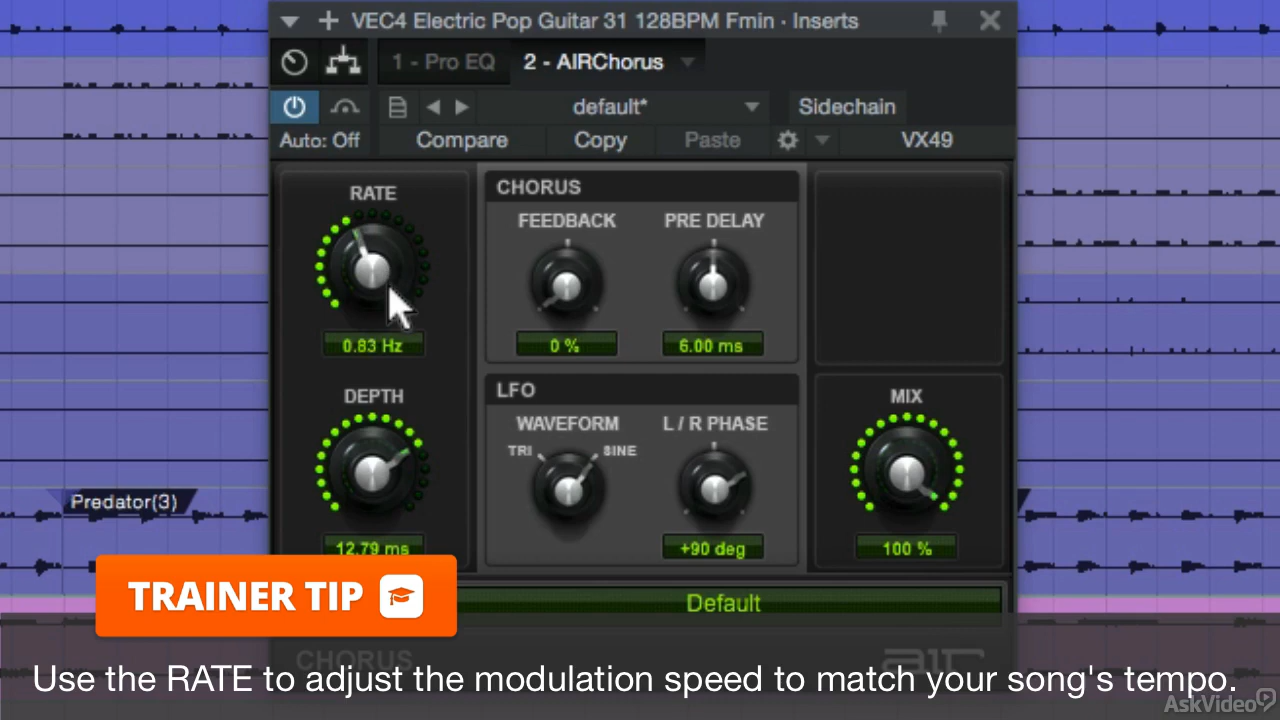 VEC4 Electric Pop Guitar 31 128BPM Fmin · Inserts
1 - Pro EQ 2 - AIRChorus
default* Sidechain
Auto: Off Compare Copy Paste VX49
RATE
0.83 Hz
DEPTH
12.79 ms
CHORUS
FEEDBACK PRE DELAY
0 % 6.00 ms
LFO
WAVEFORM L / R PHASE
TRI SINE
+90 deg
MIX
100 %
Predator(3)
TRAINER TIP
Default
CHORUS air
Use the RATE to adjust the modulation speed to match your song's tempo.
AskVideo